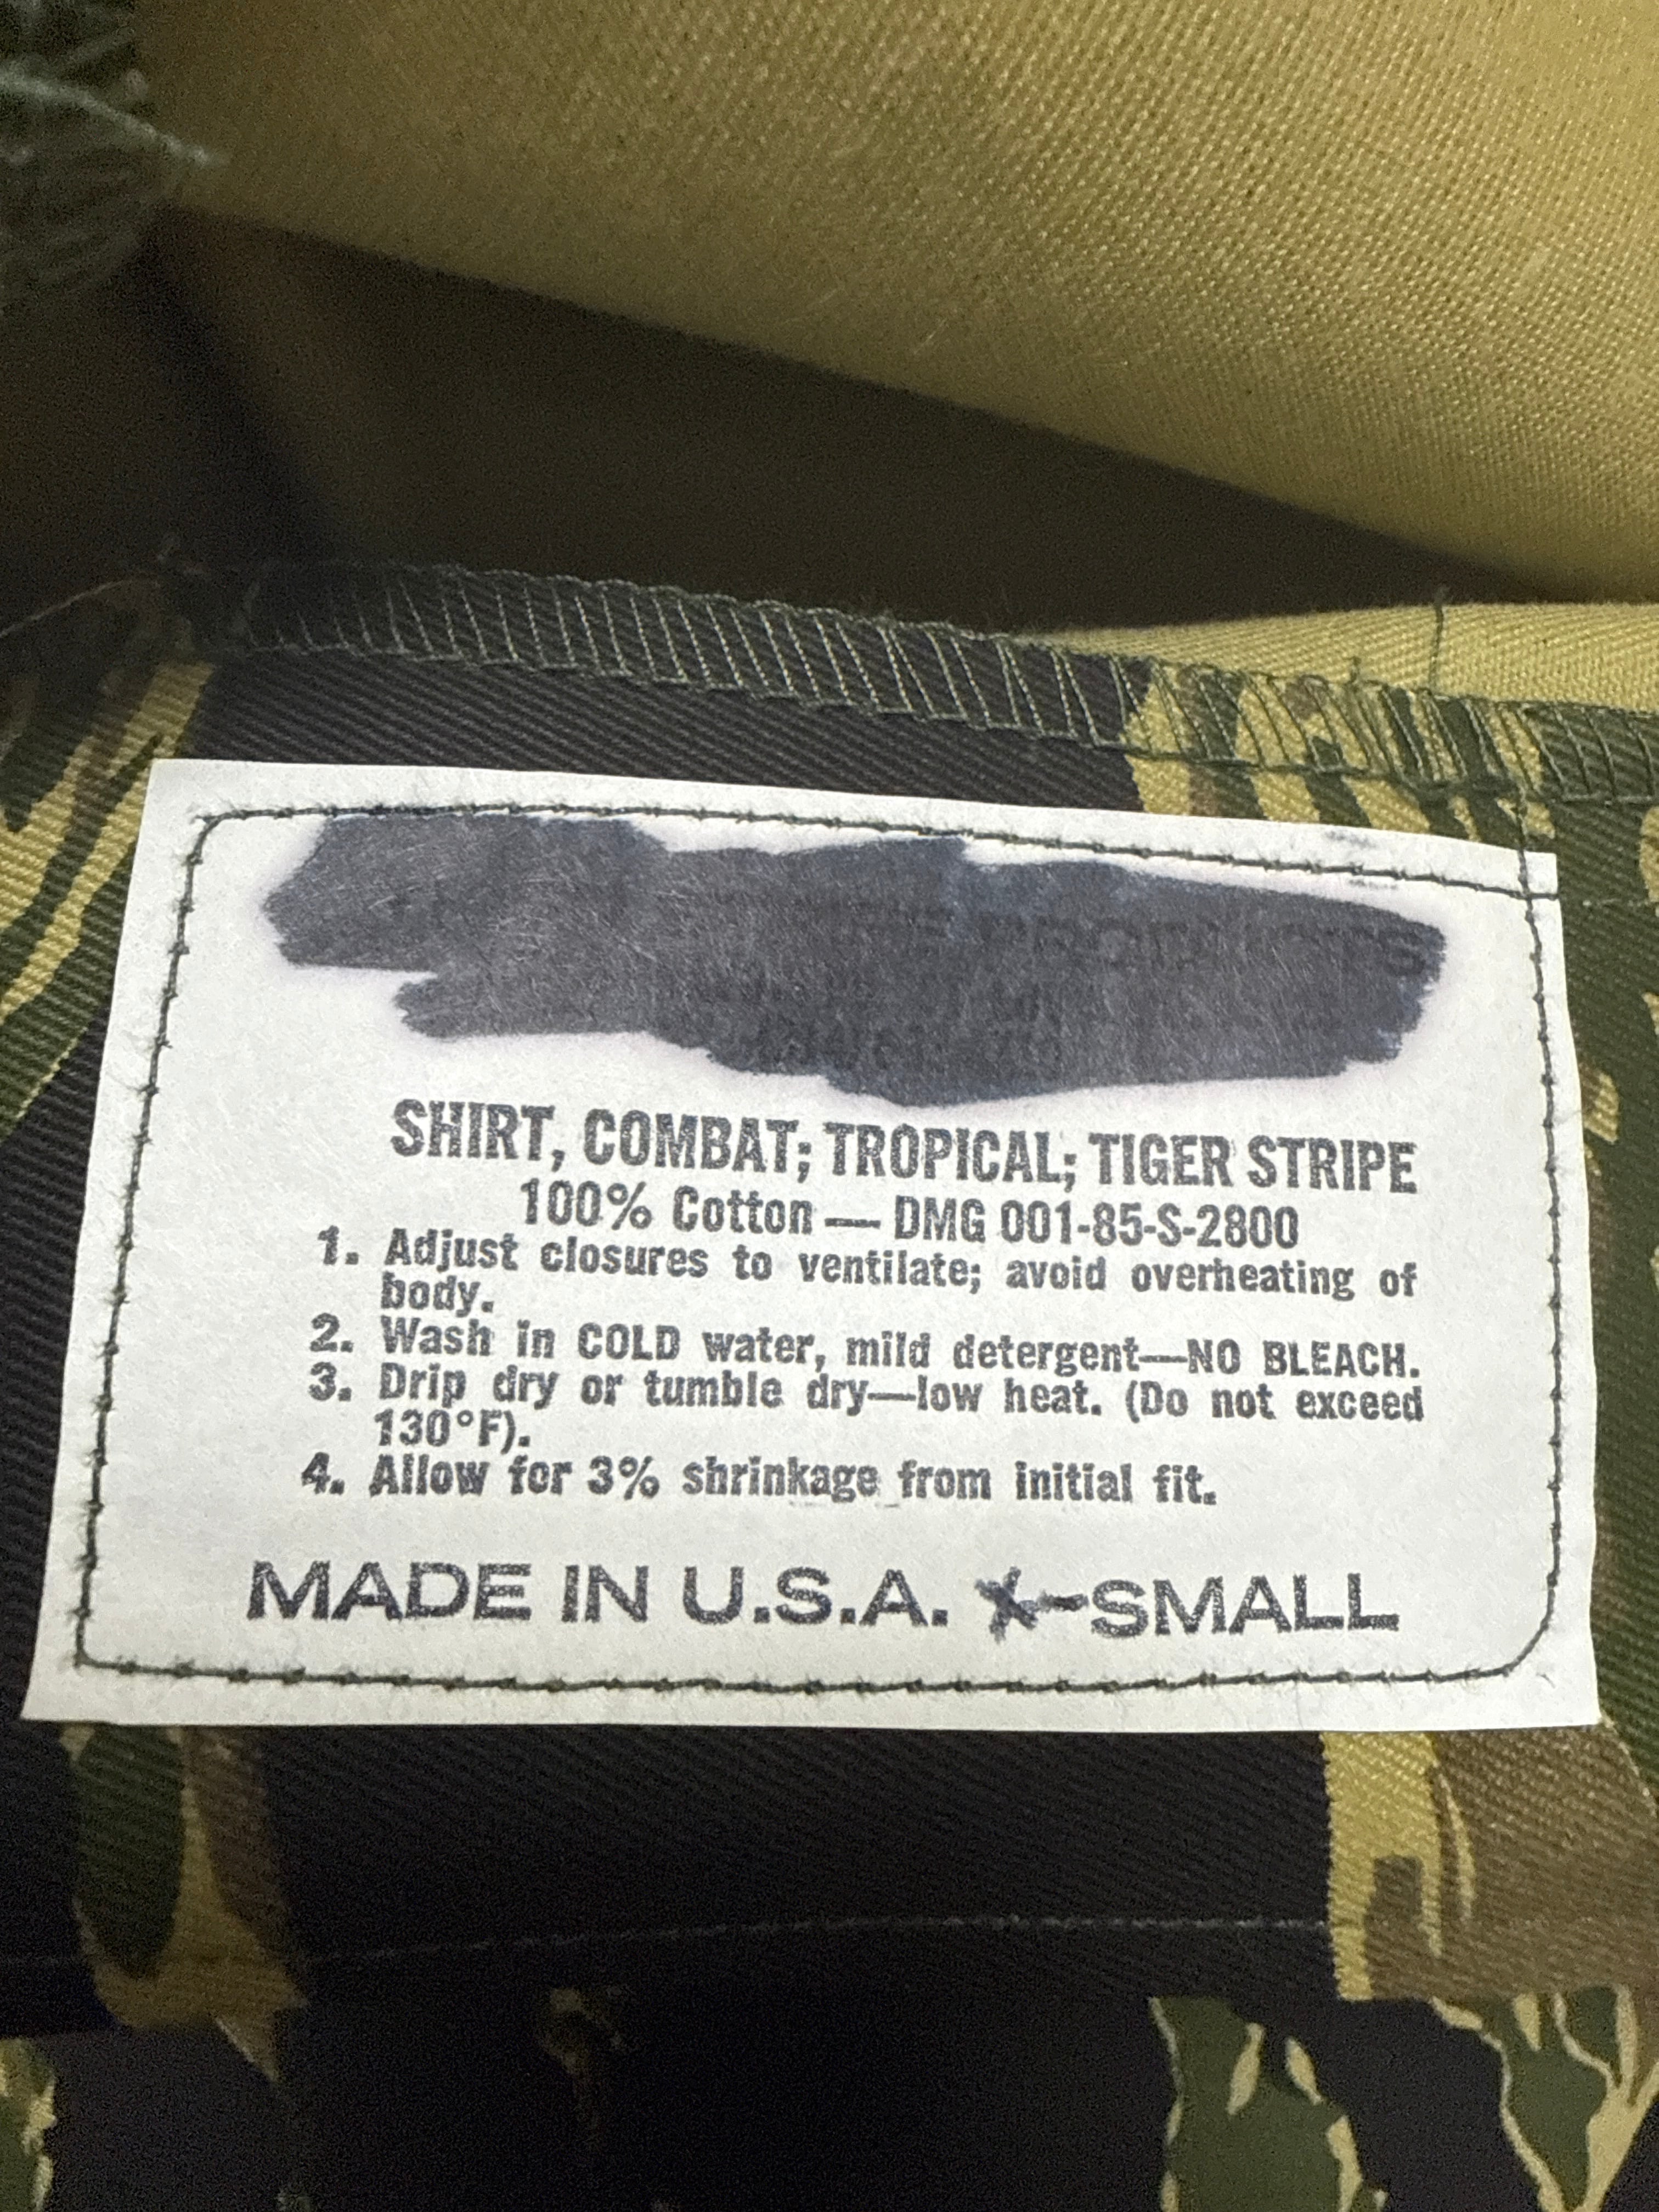 PRODUCTS
SHIRT, COMBAT; TROPICAL; TIGER STRIPE
100% Cotton — DMG 001-85-S-2800
1. Adjust closures to ventilate; avoid overheating of
body.
2. Wash in COLD water, mild detergent—NO BLEACH.
3. Drip dry or tumble dry—low heat. (Do not exceed
130°F).
4. Allow for 3% shrinkage from initial fit.
MADE IN U.S.A. X-SMALL